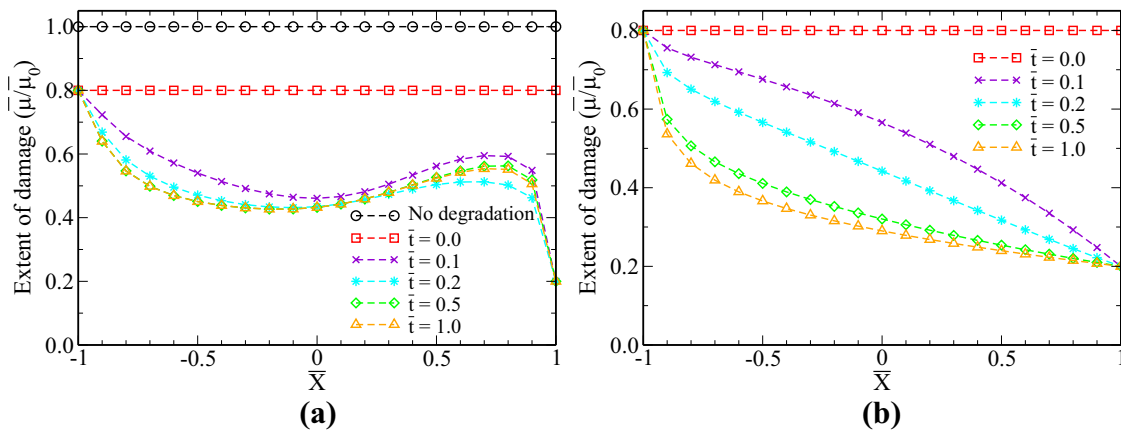 Extent of damage (μ̅/μ̅₀)
1.0
0.8
0.6
0.4
0.2
0.0
-1
-0.5
0
0.5
1
X̅
No degradation
t̅ = 0.0
t̅ = 0.1
t̅ = 0.2
t̅ = 0.5
t̅ = 1.0
(a)
Extent of damage (μ̅/μ̅₀)
0.8
0.6
0.4
0.2
0.0
-1
-0.5
0
0.5
1
X̅
t̅ = 0.0
t̅ = 0.1
t̅ = 0.2
t̅ = 0.5
t̅ = 1.0
(b)